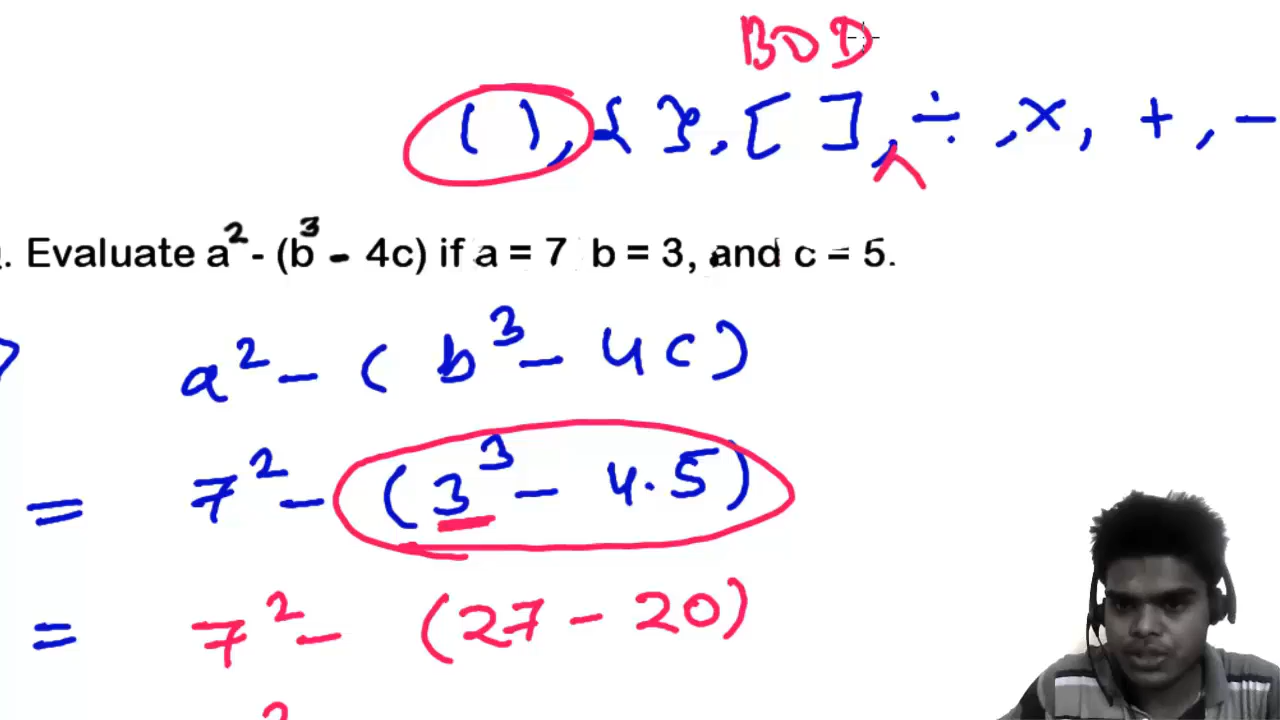 BOD
( ), { }, [ ], ÷, ×, +, -
. Evaluate a² - (b³ - 4c) if a = 7 b = 3, and c = 5.
a² - (b³ - 4c)
= 7² - (3³ - 4.5)
= 7² - (27 - 20)
2